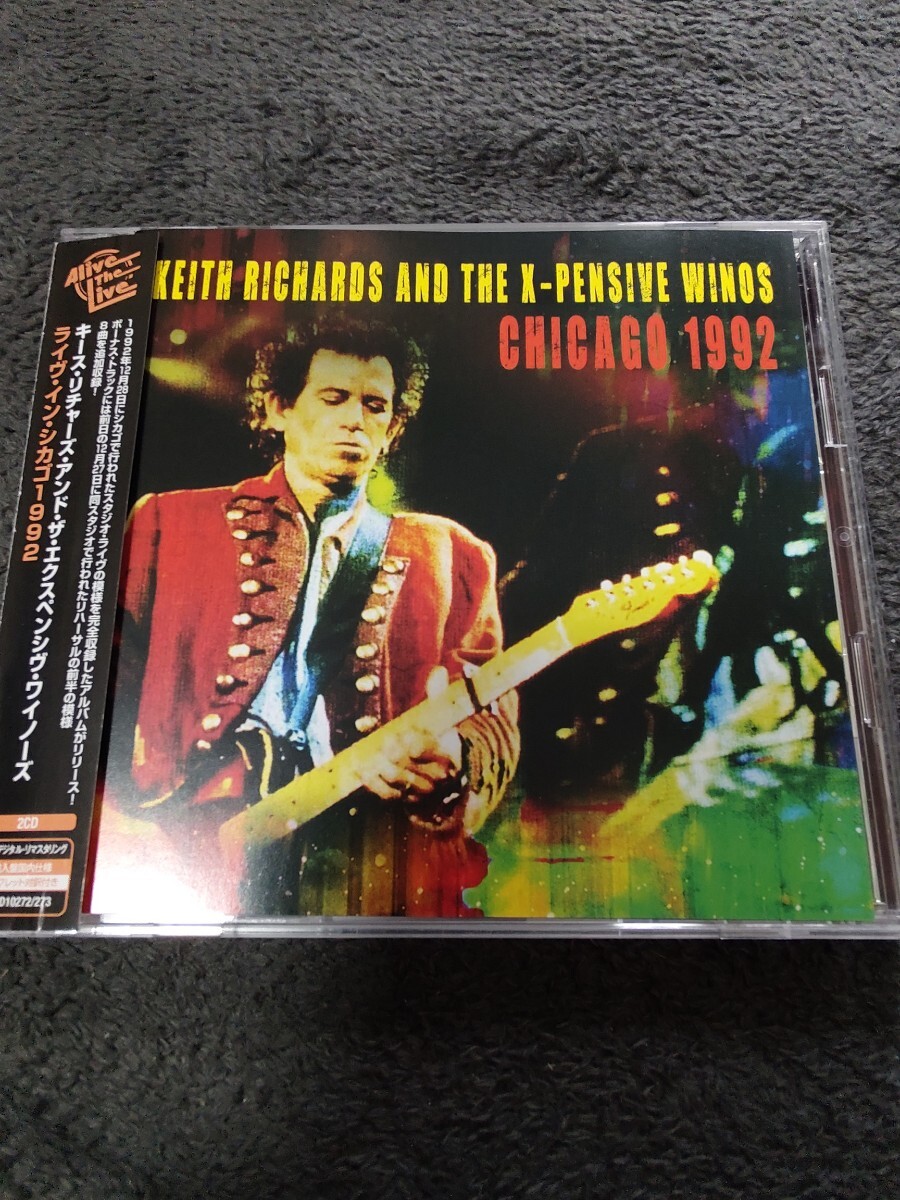 Alive
The
Live
KEITH RICHARDS AND THE X-PENSIVE WINOS
CHICAGO 1992
1992年12月28日にシカゴで行われたスタジオ・ライヴの模様を完全収録したアルバムがリリース!
ボーナス・トラックには前日の12月27日に同スタジオで行われたリハーサルの前半の模様
8曲を追加収録!
キース・リチャーズ・アンド・ザ・エクスペンシヴ・ワイノーズ
ライヴ・イン・シカゴ1992
2CD
デジタル・リマスタリング
入盤国内仕様
D10272/273